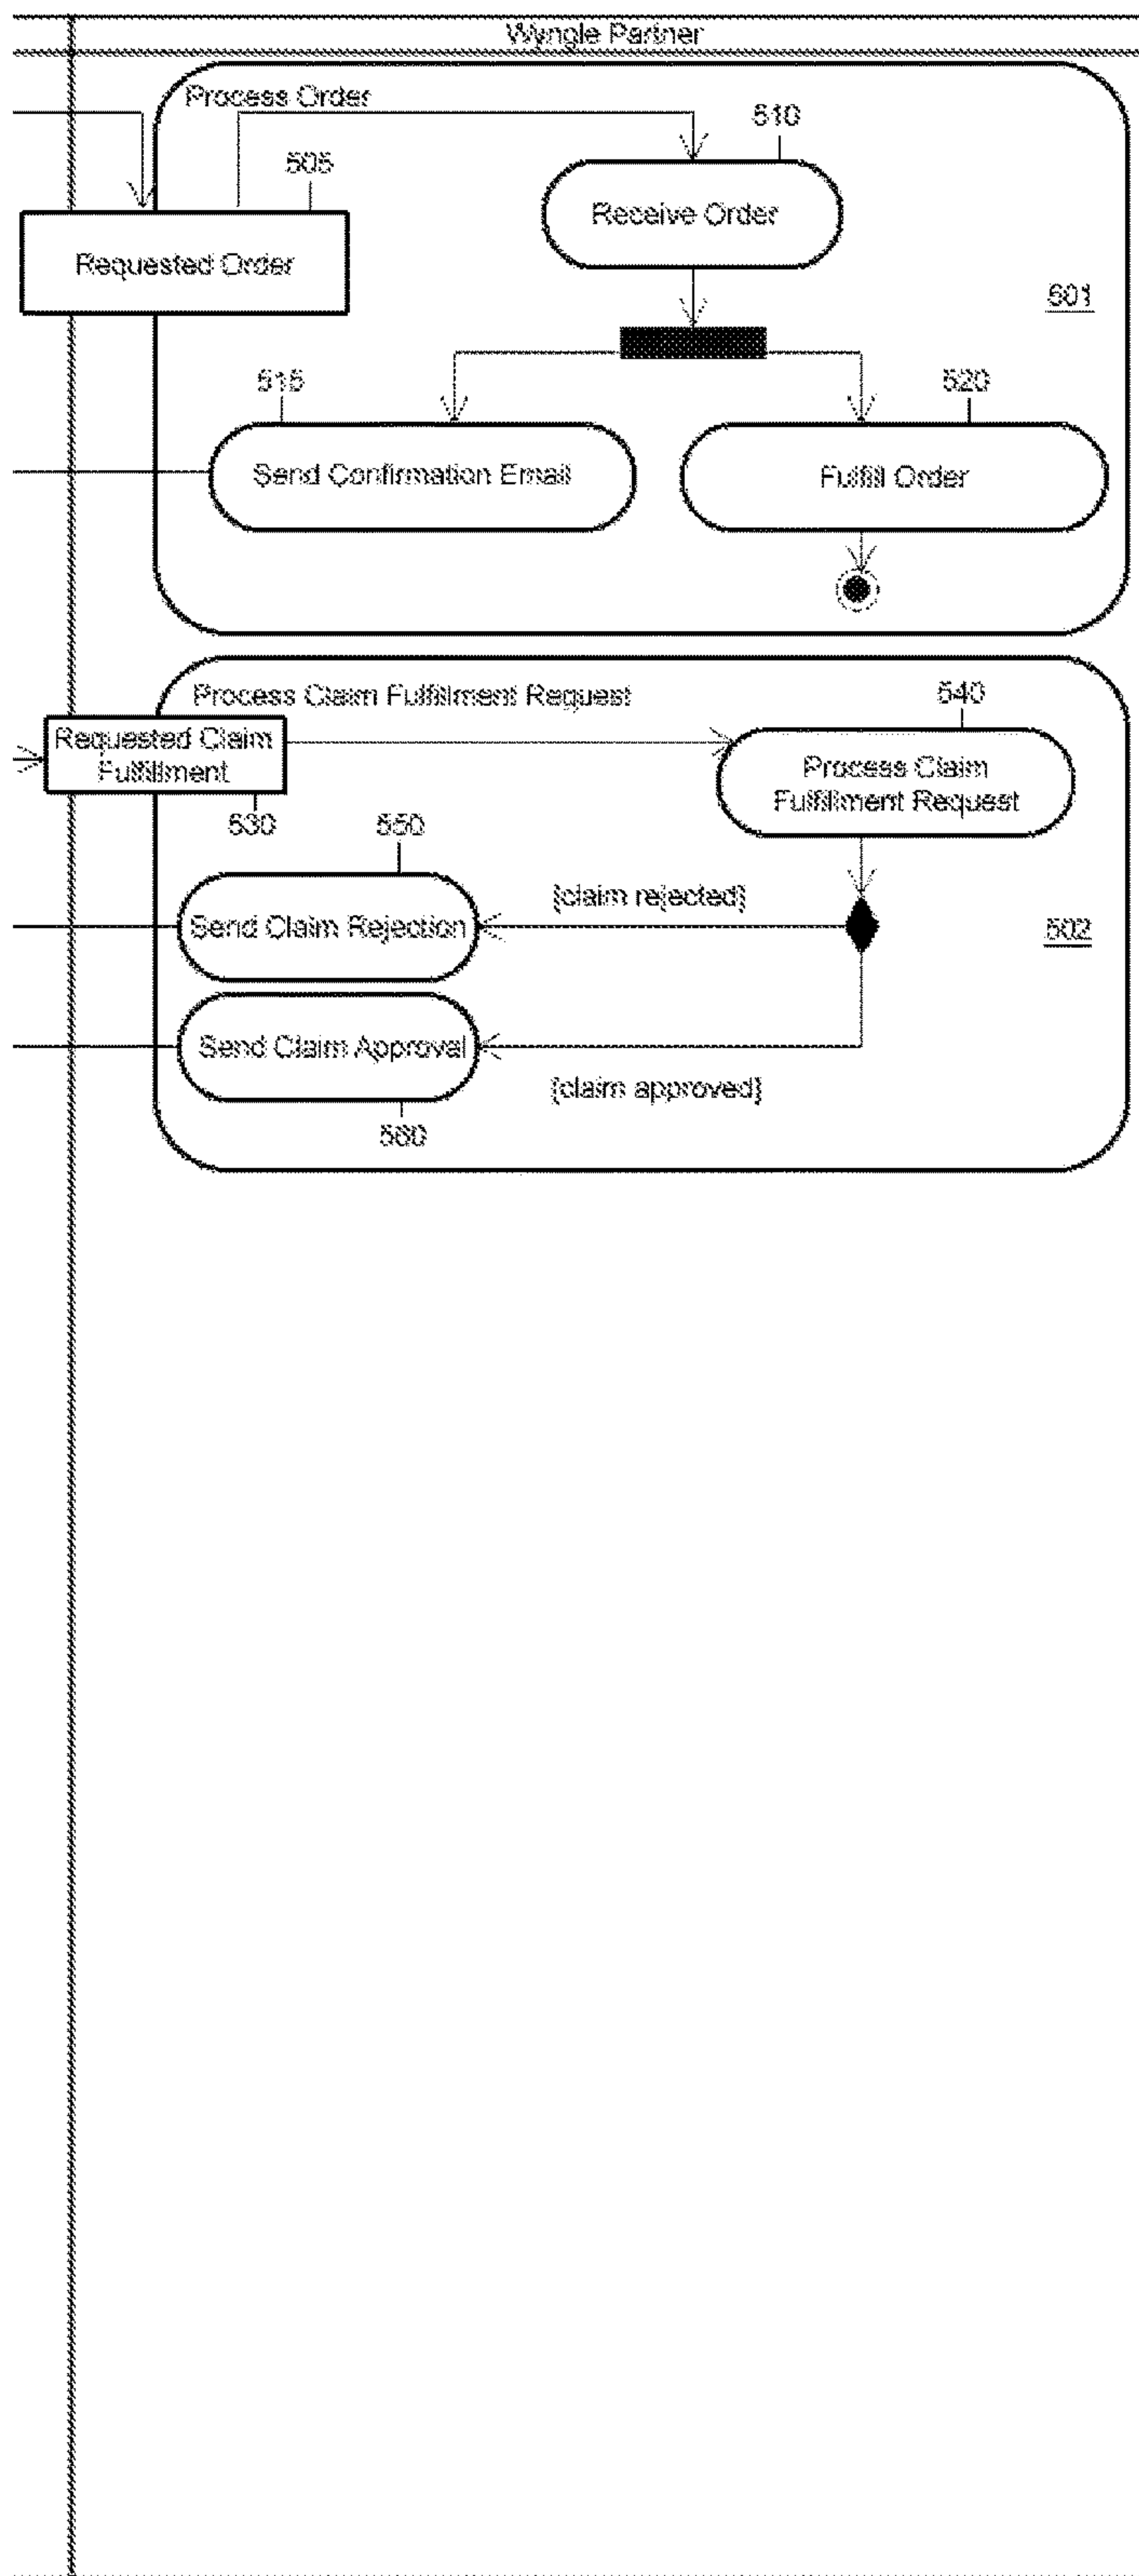 Wyngle Partner
Process Order
510
505
Receive Order
Requested Order
501
515
520
Send Confirmation Email
Fulfill Order
Process Claim Fulfillment Request
540
Requested Claim
Fulfillment
Process Claim
Fulfillment Request
530
550
[claim rejected]
Send Claim Rejection
502
Send Claim Approval
[claim approved]
560